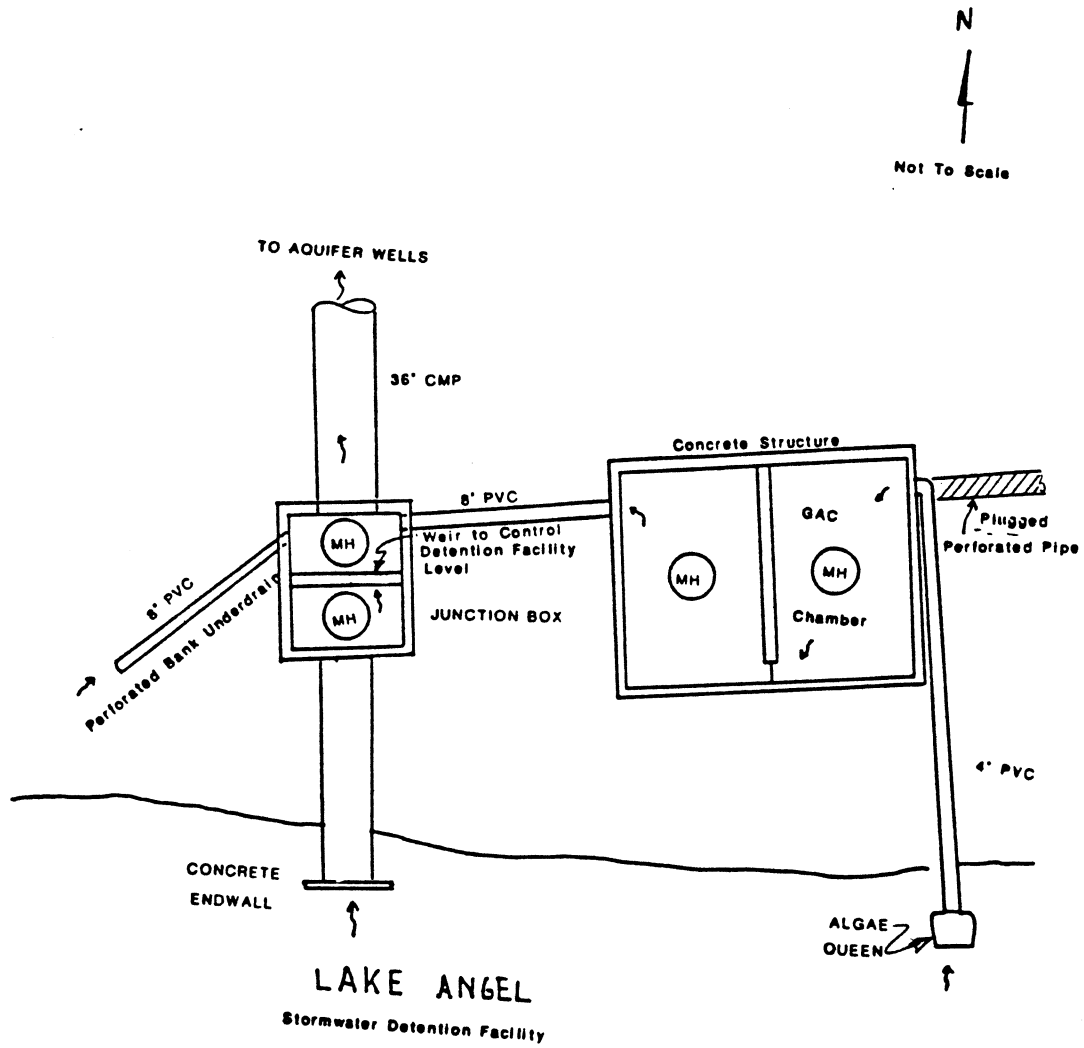 N
Not To Scale
TO AQUIFER WELLS
36" CMP
Concrete Structure
8" PVC
GAC
Plugged
Perforated Pipe
MH
Weir to Control
Detention Facility
Level
MH
MH
8" PVC
Perforated Bank Underdrain
MH
JUNCTION BOX
Chamber
4" PVC
CONCRETE
ENDWALL
ALGAE
QUEEN
LAKE ANGEL
Stormwater Detention Facility